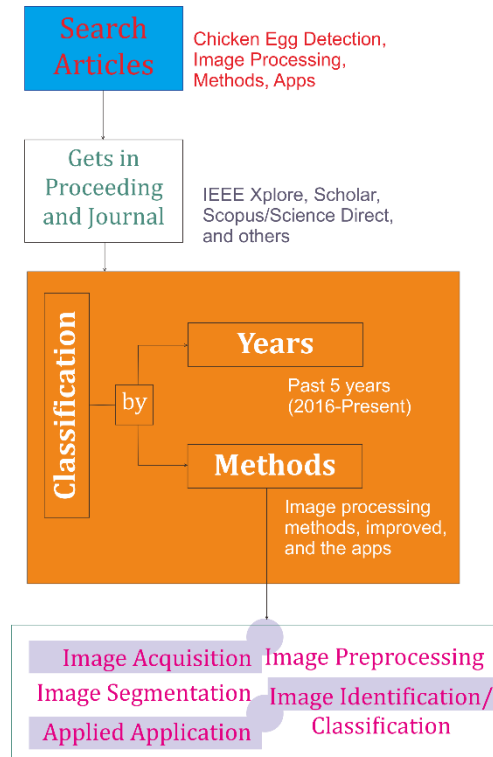 Search
Articles
Chicken Egg Detection,
Image Processing,
Methods, Apps
Gets in
Proceeding
and Journal
IEEE Xplore, Scholar,
Scopus/Science Direct,
and others
Classification
by
Years
Past 5 years
(2016-Present)
Methods
Image processing
methods, improved,
and the apps
Image Acquisition
Image Preprocessing
Image Segmentation
Image Identification/
Classification
Applied Application